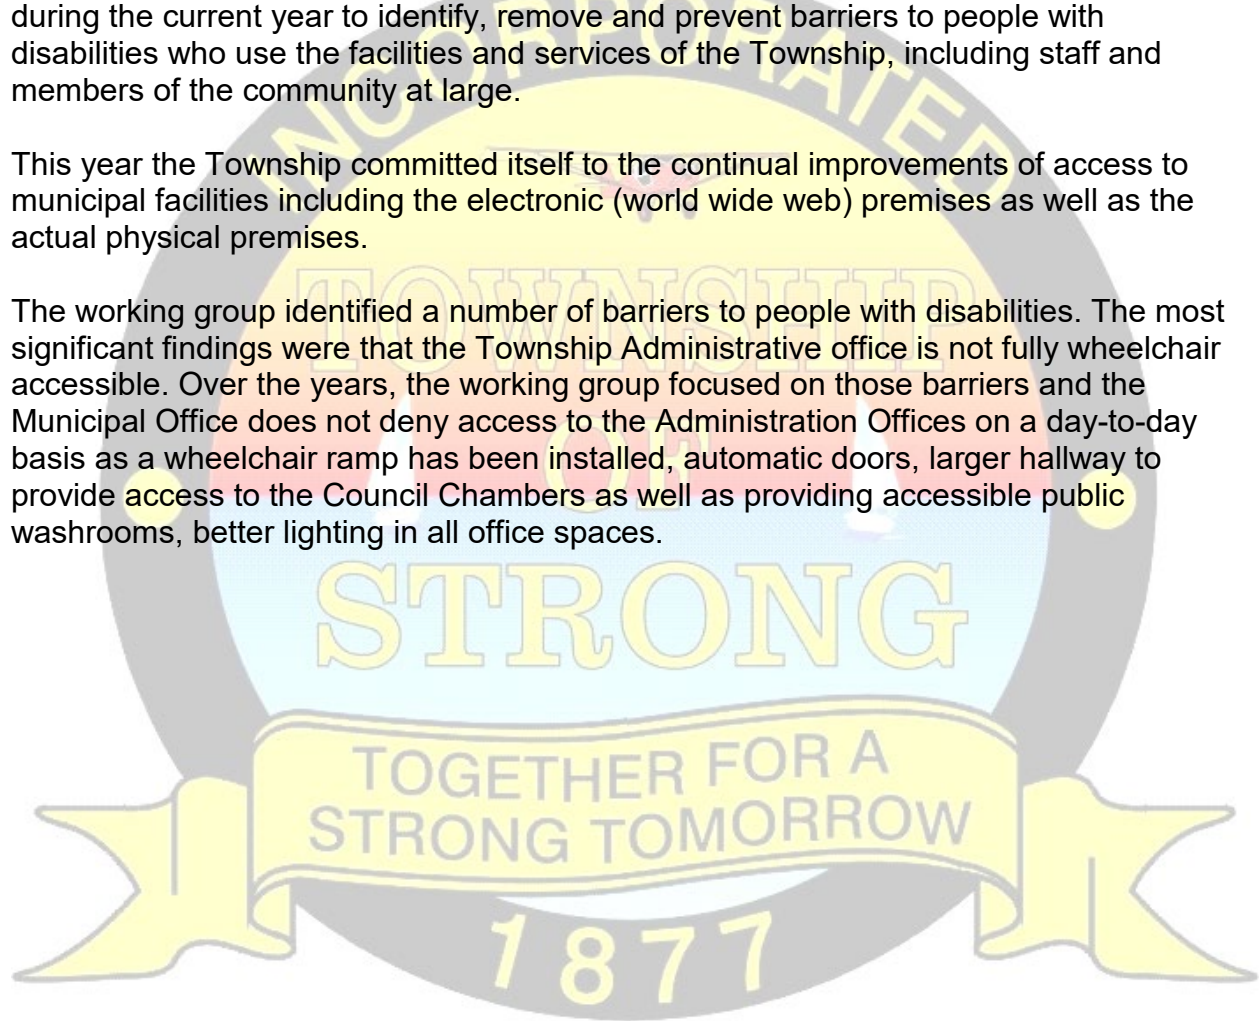 during the current year to identify, remove and prevent barriers to people with
disabilities who use the facilities and services of the Township, including staff and
members of the community at large.
This year the Township committed itself to the continual improvements of access to
municipal facilities including the electronic (world wide web) premises as well as the
actual physical premises.
The working group identified a number of barriers to people with disabilities. The most
significant findings were that the Township Administrative office is not fully wheelchair
accessible. Over the years, the working group focused on those barriers and the
Municipal Office does not deny access to the Administration Offices on a day-to-day
basis as a wheelchair ramp has been installed, automatic doors, larger hallway to
provide access to the Council Chambers as well as providing accessible public
washrooms, better lighting in all office spaces.
INCORPORATED
TOWNSHIP
OF
STRONG
TOGETHER FOR A
STRONG TOMORROW
1877